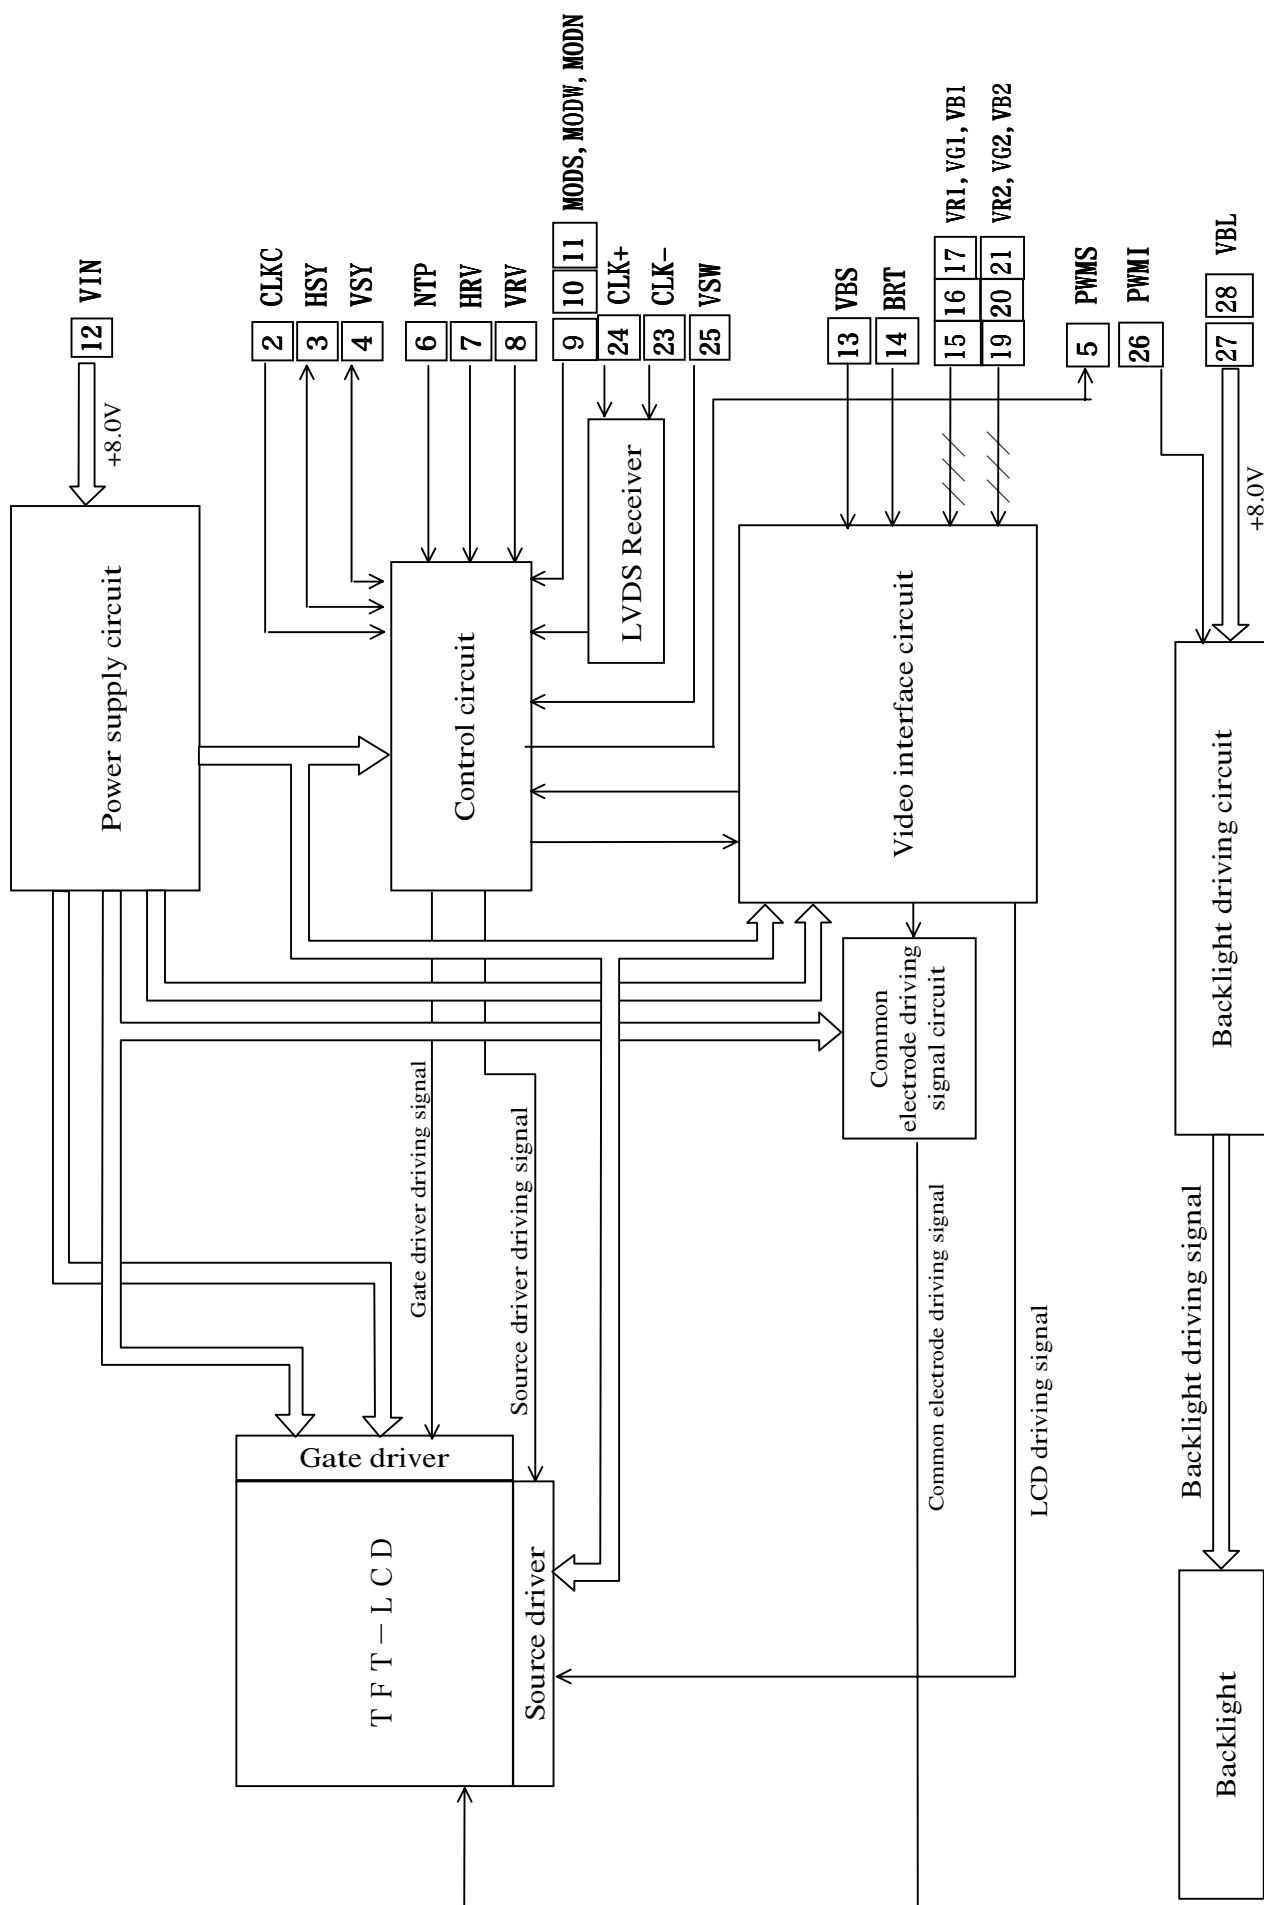 VIN
12
+8.0V
Power supply circuit
CLKC
2
HSY
3
VSY
4
NTP
6
HRV
7
VRV
8
MODS, MODW, MODN
9 10 11
CLK+
24
CLK-
23
VSW
25
LVDS Receiver
Control circuit
VBS
13
BRT
14
VR1, VG1, VB1
15 16 17
VR2, VG2, VB2
19 20 21
PWMS
5
PWMI
26
VBL
27 28
+8.0V
Video interface circuit
Backlight driving circuit
Common
electrode driving
signal circuit
Gate driver driving signal
Source driver driving signal
Common electrode driving signal
LCD driving signal
Backlight driving signal
Gate driver
TFT-LCD
Source driver
Backlight